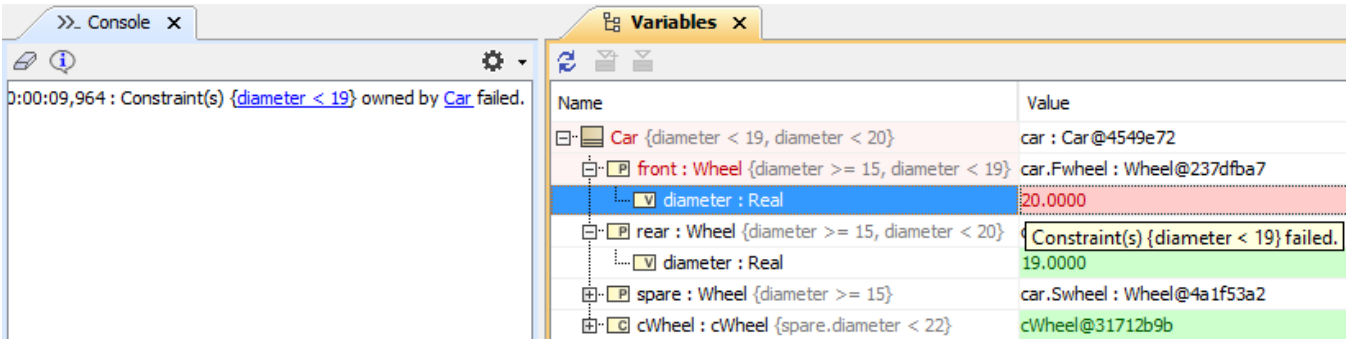 Console
Variables
0:00:09,964 : Constraint(s) {diameter < 19} owned by Car failed.
Name
Value
Car {diameter < 19, diameter < 20}
car : Car@4549e72
P front : Wheel {diameter >= 15, diameter < 19}
car.Fwheel : Wheel@237dfba7
V diameter : Real
20.0000
P rear : Wheel {diameter >= 15, diameter < 20}
Constraint(s) {diameter < 19} failed.
V diameter : Real
19.0000
P spare : Wheel {diameter >= 15}
car.Swheel : Wheel@4a1f53a2
C cWheel : cWheel {spare.diameter < 22}
cWheel@31712b9b